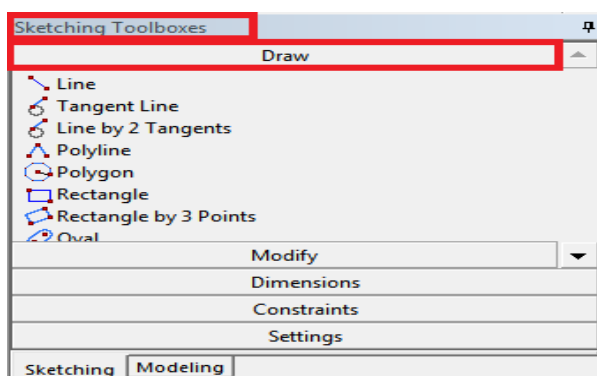 Sketching Toolboxes
Draw
Line
Tangent Line
Line by 2 Tangents
Polyline
Polygon
Rectangle
Rectangle by 3 Points
Oval
Modify
Dimensions
Constraints
Settings
Sketching Modeling